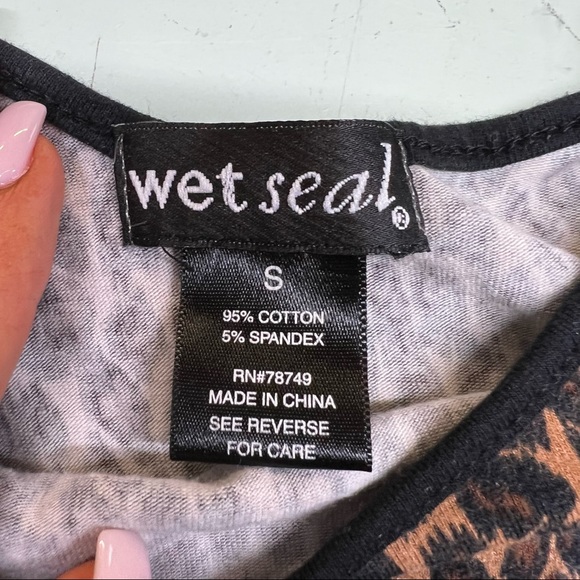 wet seal®
S
95% COTTON
5% SPANDEX
RN#78749
MADE IN CHINA
SEE REVERSE
FOR CARE